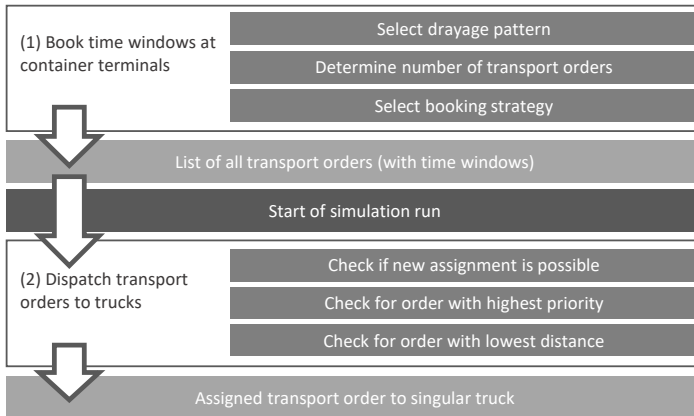 (1) Book time windows at
container terminals
Select drayage pattern
Determine number of transport orders
Select booking strategy
List of all transport orders (with time windows)
Start of simulation run
(2) Dispatch transport
orders to trucks
Check if new assignment is possible
Check for order with highest priority
Check for order with lowest distance
Assigned transport order to singular truck